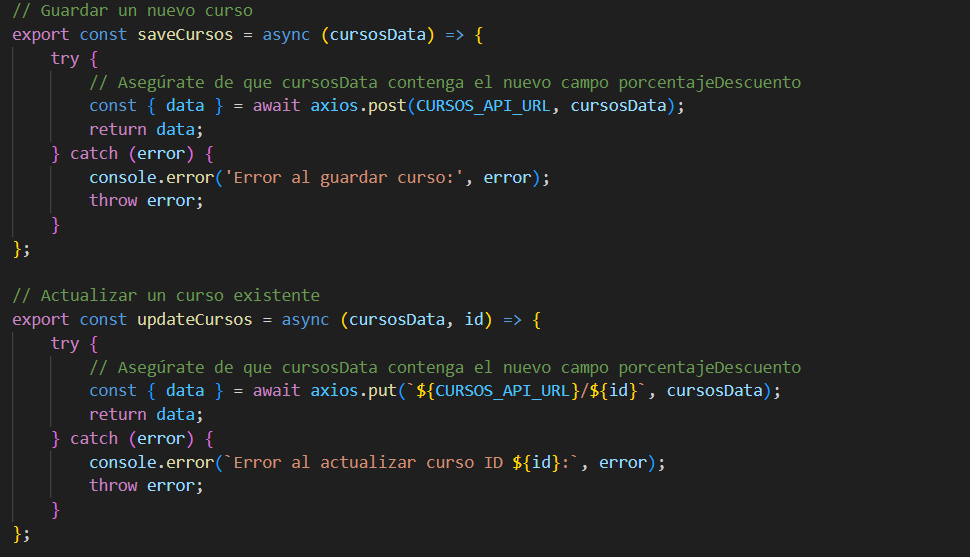 // Guardar un nuevo curso
export const saveCursos = async (cursosData) => {
    try {
        // Asegúrate de que cursosData contenga el nuevo campo porcentajeDescuento
        const { data } = await axios.post(CURSOS_API_URL, cursosData);
        return data;
    } catch (error) {
        console.error('Error al guardar curso:', error);
        throw error;
    }
};

// Actualizar un curso existente
export const updateCursos = async (cursosData, id) => {
    try {
        // Asegúrate de que cursosData contenga el nuevo campo porcentajeDescuento
        const { data } = await axios.put(`${CURSOS_API_URL}/${id}`, cursosData);
        return data;
    } catch (error) {
        console.error(`Error al actualizar curso ID ${id}:`, error);
        throw error;
    }
};